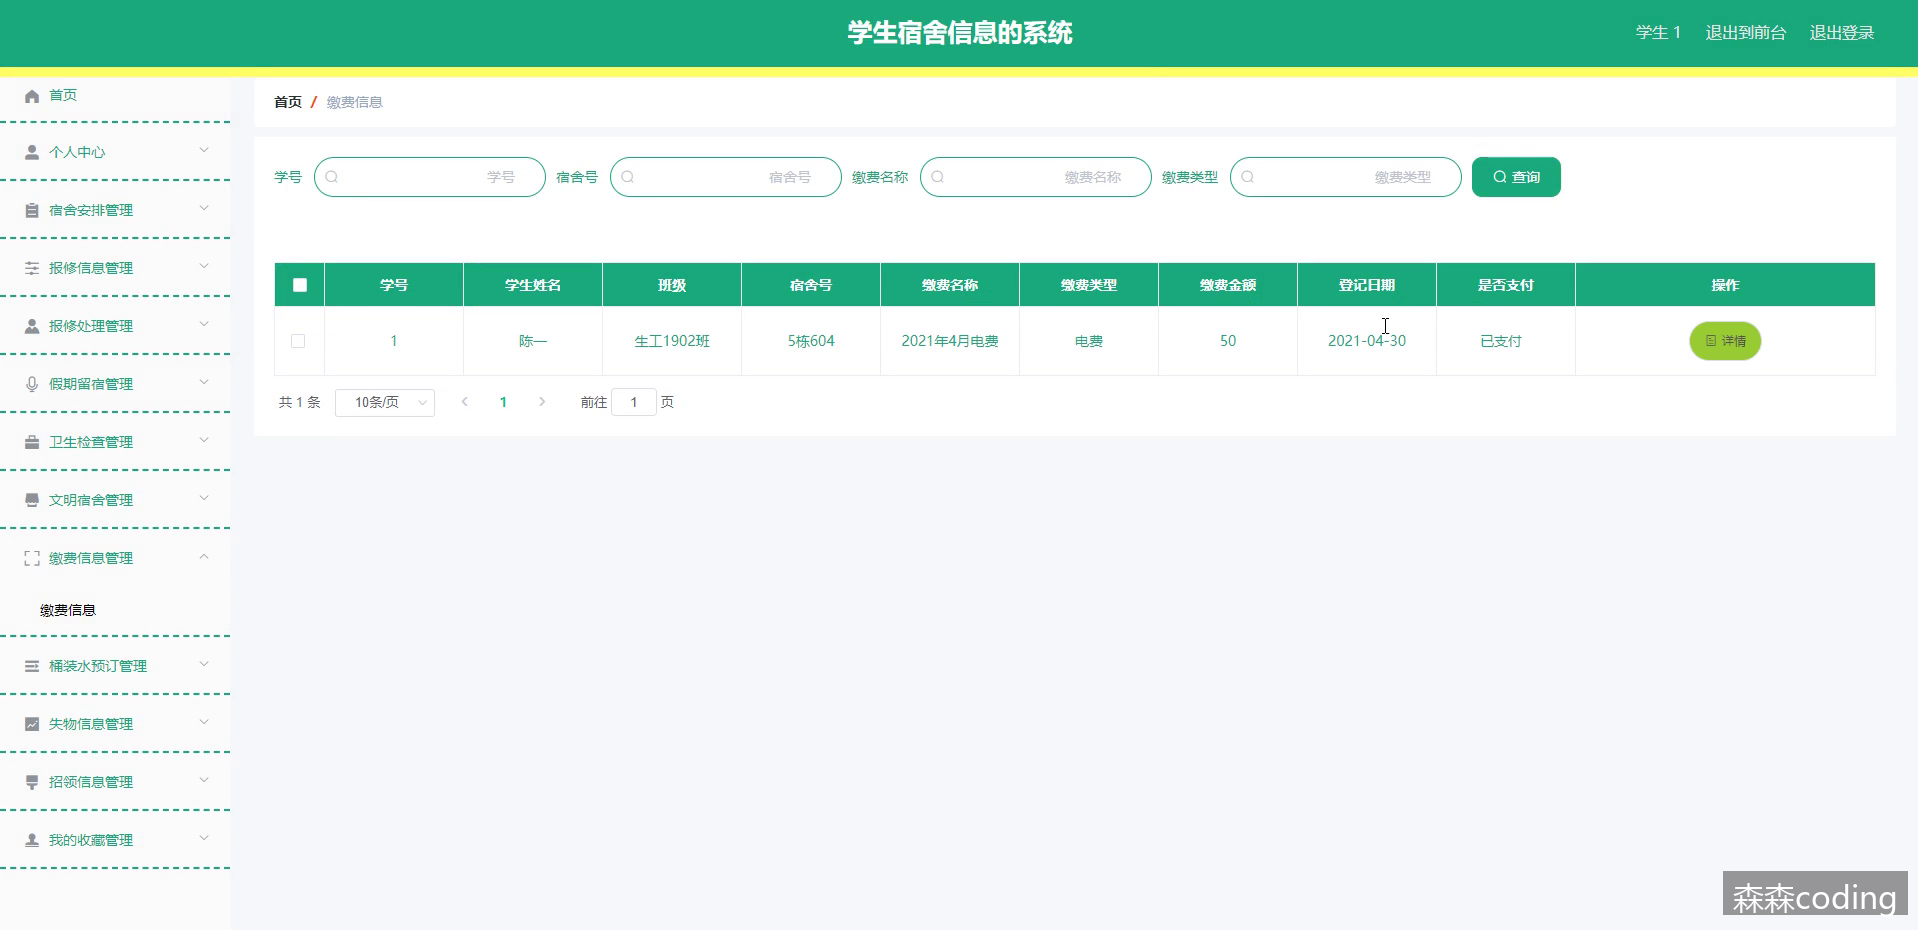 学生宿舍信息的系统
学生 1 退出到前台 退出登录
首页
个人中心
宿舍安排管理
报修信息管理
报修处理管理
假期留宿管理
卫生检查管理
文明宿舍管理
缴费信息管理
缴费信息
桶装水预订管理
失物信息管理
招领信息管理
我的收藏管理
首页 / 缴费信息
学号 学号 宿舍号 宿舍号 缴费名称 缴费名称 缴费类型 缴费类型 查询
学号 学生姓名 班级 宿舍号 缴费名称 缴费类型 缴费金额 登记日期 是否支付 操作
1 陈一 生工1902班 5栋604 2021年4月电费 电费 50 2021-04-30 已支付 详情
共 1 条 10条/页 1 前往 1 页
森森coding